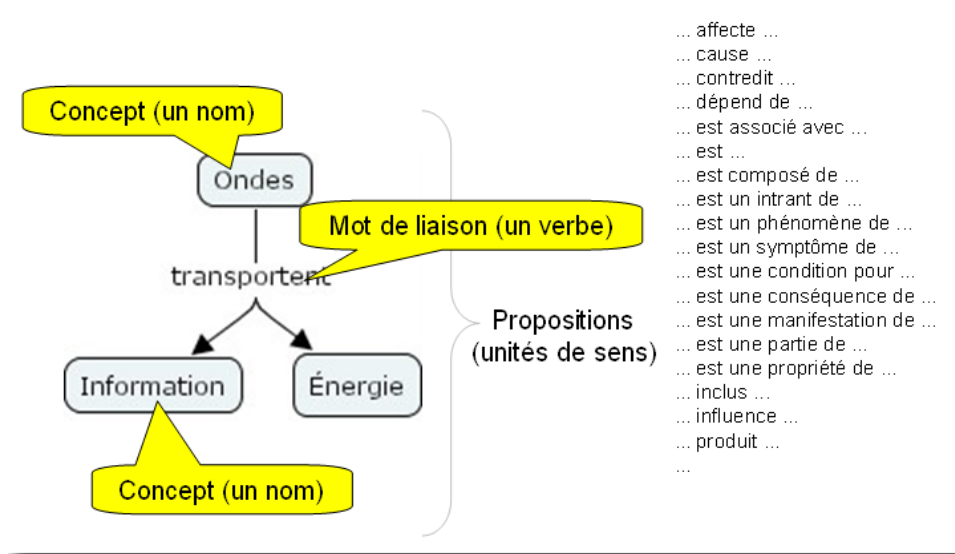 Concept (un nom)
Ondes
Mot de liaison (un verbe)
transportent
Information
Énergie
Concept (un nom)
Propositions
(unités de sens)
... affecte ...
... cause ...
... contredit ...
... dépend de ...
... est associé avec ...
... est ...
... est composé de ...
... est un intrant de ...
... est un phénomène de ...
... est un symptôme de ...
... est une condition pour ...
... est une conséquence de ...
... est une manifestation de ...
... est une partie de ...
... est une propriété de ...
... inclus ...
... influence ...
... produit ...
...